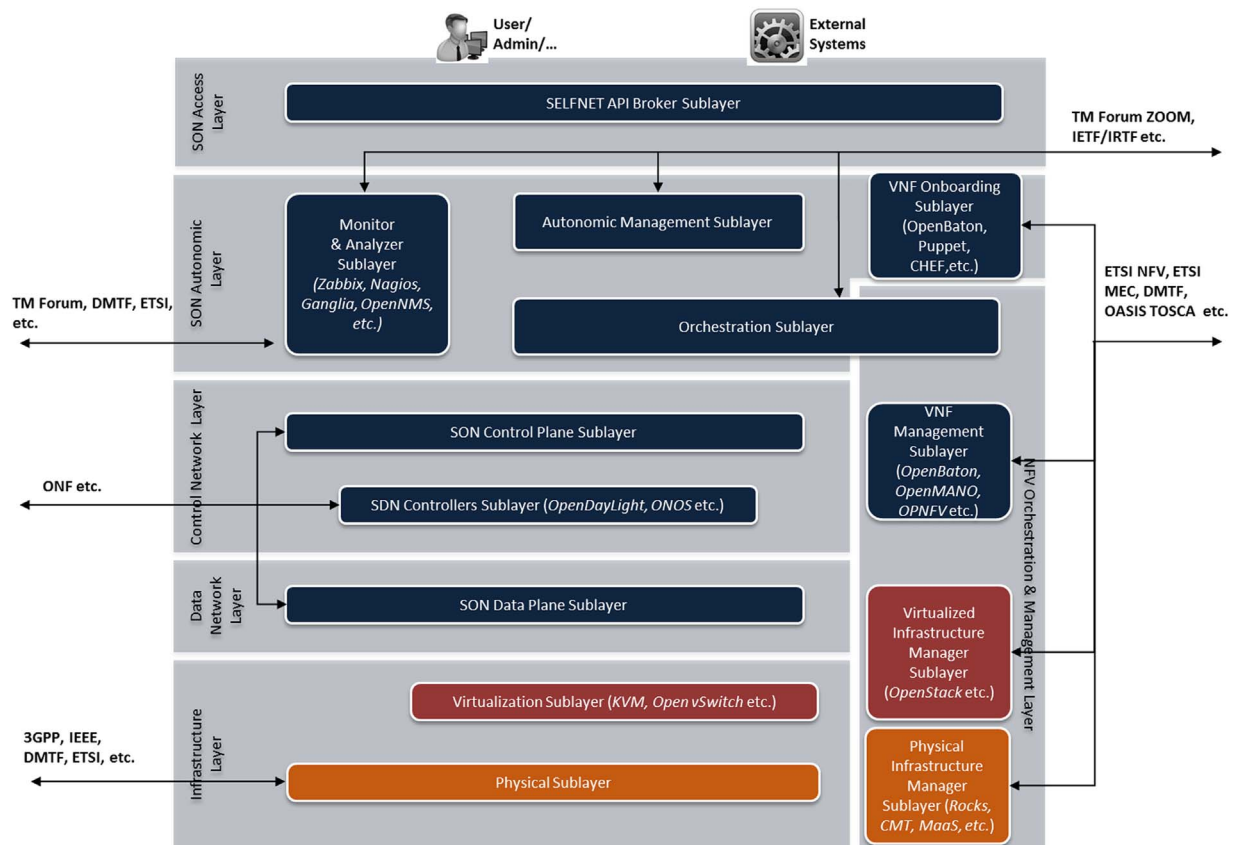 User/
Admin/...
External
Systems
SON Access
Layer
SELFNET API Broker Sublayer
TM Forum ZOOM,
IETF/IRTF etc.
SON Autonomic
Layer
Monitor
& Analyzer
Sublayer
(Zabbix, Nagios,
Ganglia, OpenNMS,
etc.)
Autonomic Management Sublayer
VNF Onboarding
Sublayer
(OpenBaton,
Puppet,
CHEF,etc.)
Orchestration Sublayer
TM Forum, DMTF, ETSI,
etc.
ETSI NFV, ETSI
MEC, DMTF,
OASIS TOSCA etc.
Control Network Layer
SON Control Plane Sublayer
SDN Controllers Sublayer (OpenDayLight, ONOS etc.)
ONF etc.
NFV Orchestration & Management Layer
VNF
Management
Sublayer
(OpenBaton,
OpenMANO,
OPNFV etc.)
Data
Network
Layer
SON Data Plane Sublayer
Virtualized
Infrastructure
Manager
Sublayer
(OpenStack etc.)
Infrastructure
Layer
Virtualization Sublayer (KVM, Open vSwitch etc.)
3GPP, IEEE,
DMTF, ETSI, etc.
Physical Sublayer
Physical
Infrastructure
Manager
Sublayer (Rocks,
CMT, MaaS, etc.)